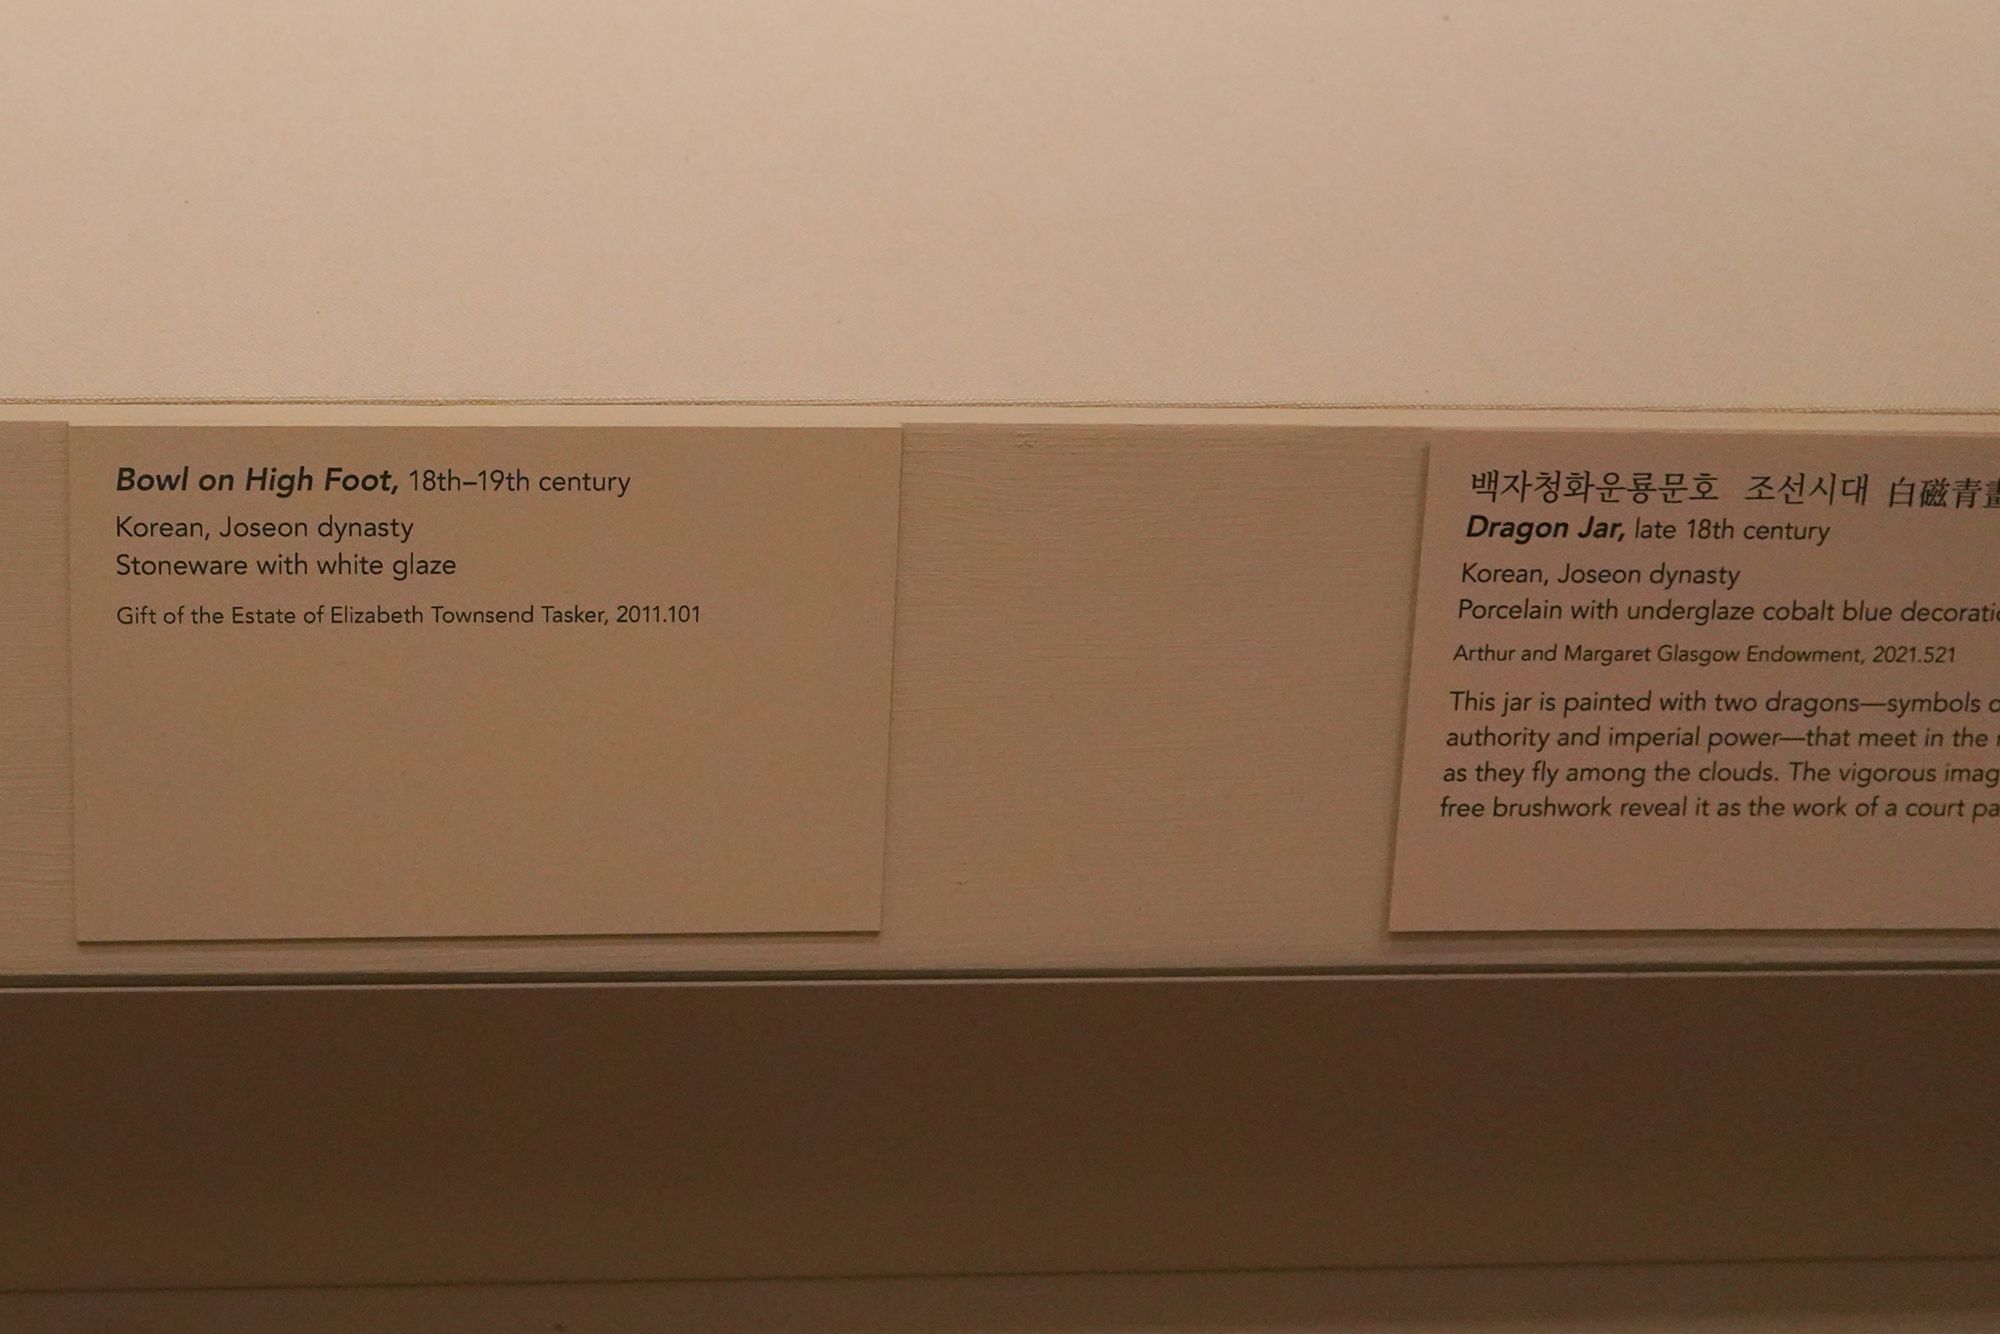 Bowl on High Foot, 18th–19th century
Korean, Joseon dynasty
Stoneware with white glaze
Gift of the Estate of Elizabeth Townsend Tasker, 2011.101
백자청화운룡문호 조선시대 白磁青畫
Dragon Jar, late 18th century
Korean, Joseon dynasty
Porcelain with underglaze cobalt blue
Arthur and Margaret Glasgow Endowment, 2021.521
This jar is painted with two dragons—symbols
authority and imperial power—that meet in the
as they fly among the clouds. The vigorous
free brushwork reveal it as the work of a court